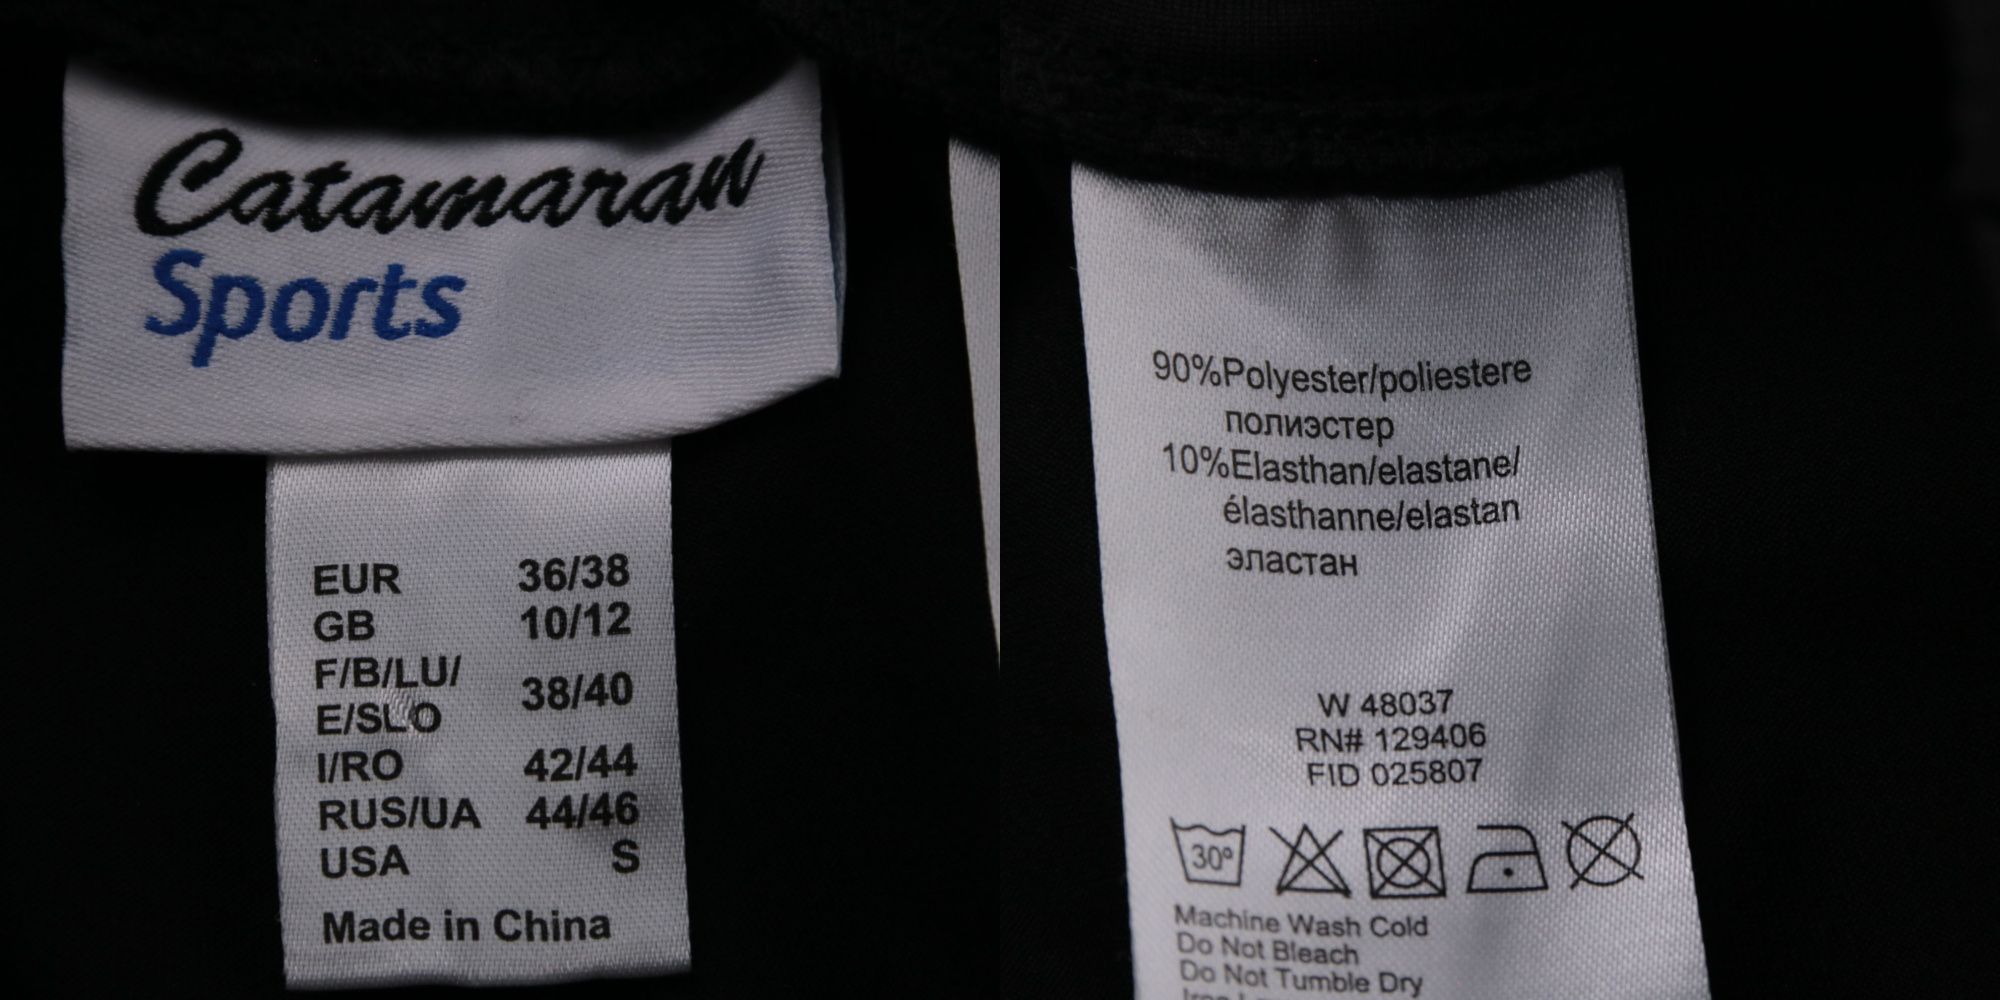 Catamaran
Sports
EUR 36/38
GB 10/12
F/B/LU/
E/SLO 38/40
I/RO 42/44
RUS/UA 44/46
USA S
Made in China
90%Polyester/poliestere
полиэстер
10%Elasthan/elastane/
élasthanne/elastan
эластан
W 48037
RN# 129406
FID 025807
30°
Machine Wash Cold
Do Not Bleach
Do Not Tumble Dry